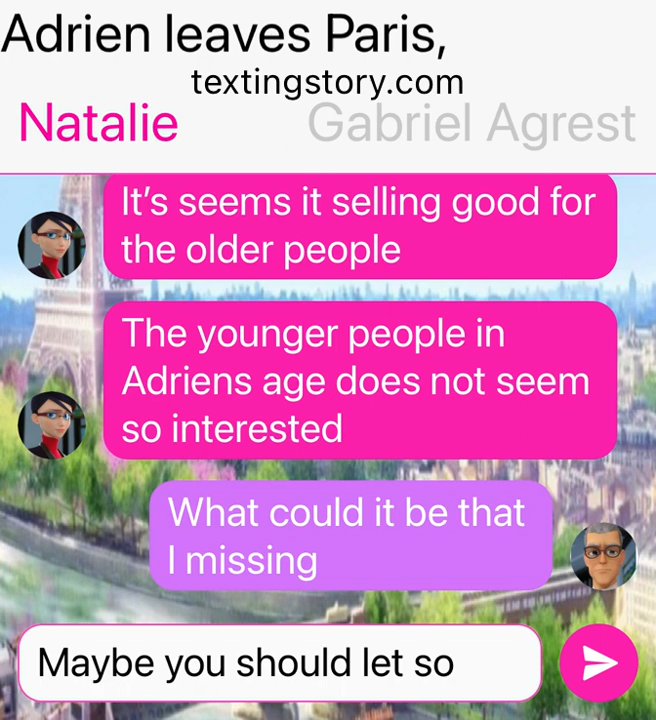 Adrien leaves Paris,
textingstory.com
Natalie Gabriel Agrest
It’s seems it selling good for
the older people
The younger people in
Adriens age does not seem
so interested
What could it be that
I missing
Maybe you should let so